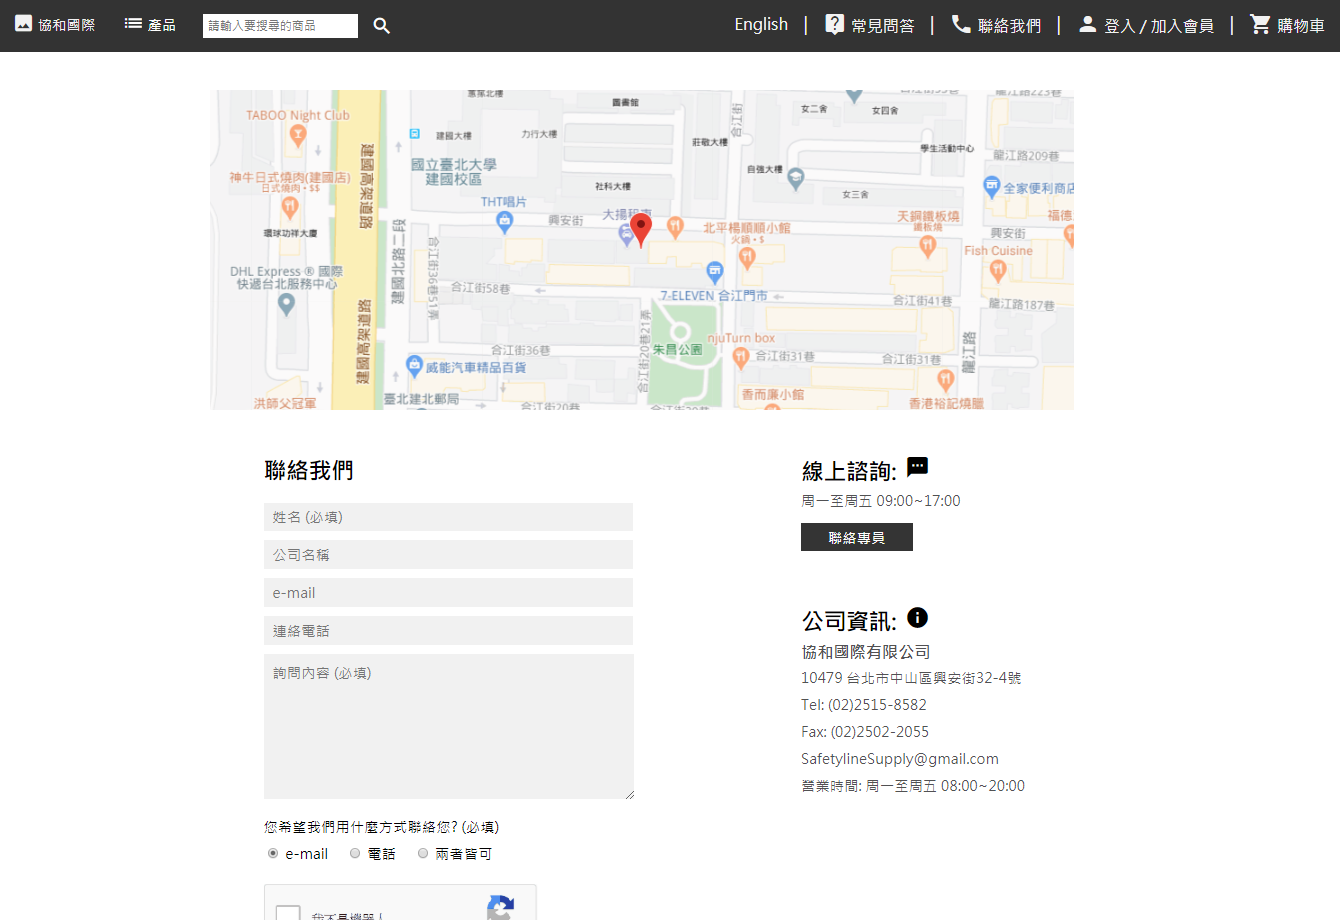 協和國際
產品
請輸入要搜尋的商品
English | 常見問答 | 聯絡我們 | 登入 / 加入會員 | 購物車
TABOO Night Club
神牛日式燒肉(建國店)
日式燒肉・$$
環球功祥大廈
DHL Express ® 國際
快遞台北服務中心
洪師父冠軍
建國高架道路
建國高架道路
建國北路二段
建國大樓
力行大樓
圖書館
國立臺北大學
建國校區
社科大樓
THT唱片
興安街
大揚租車
莊敬大樓
合江街
自強大樓
女二舍
女四舍
女三舍
學生活動中心
龍江路209巷
全家便利商店
天鋼鐵板燒
鐵板燒
福德
興安街
Fish Cuisine
北平楊順順小館
火鍋・$
7-ELEVEN 合江門市
合江街58巷
合江街36巷51弄
合江街41巷
龍江路187巷
合江街36巷
合江街20巷21弄
朱昌公園
njuTurn box
合江街31巷
合江街31巷
龍江路
威能汽車精品百貨
臺北建北郵局
合江街20巷
香而廉小館
香港裕記燒臘
聯絡我們
姓名 (必填)
公司名稱
e-mail
連絡電話
詢問內容 (必填)
您希望我們用什麼方式聯絡您? (必填)
e-mail 電話 兩者皆可
我不是機器人
線上諮詢:
周一至周五 09:00~17:00
聯絡專員
公司資訊:
協和國際有限公司
10479 台北市中山區興安街32-4號
Tel: (02)2515-8582
Fax: (02)2502-2055
SafetylineSupply@gmail.com
營業時間: 周一至周五 08:00~20:00